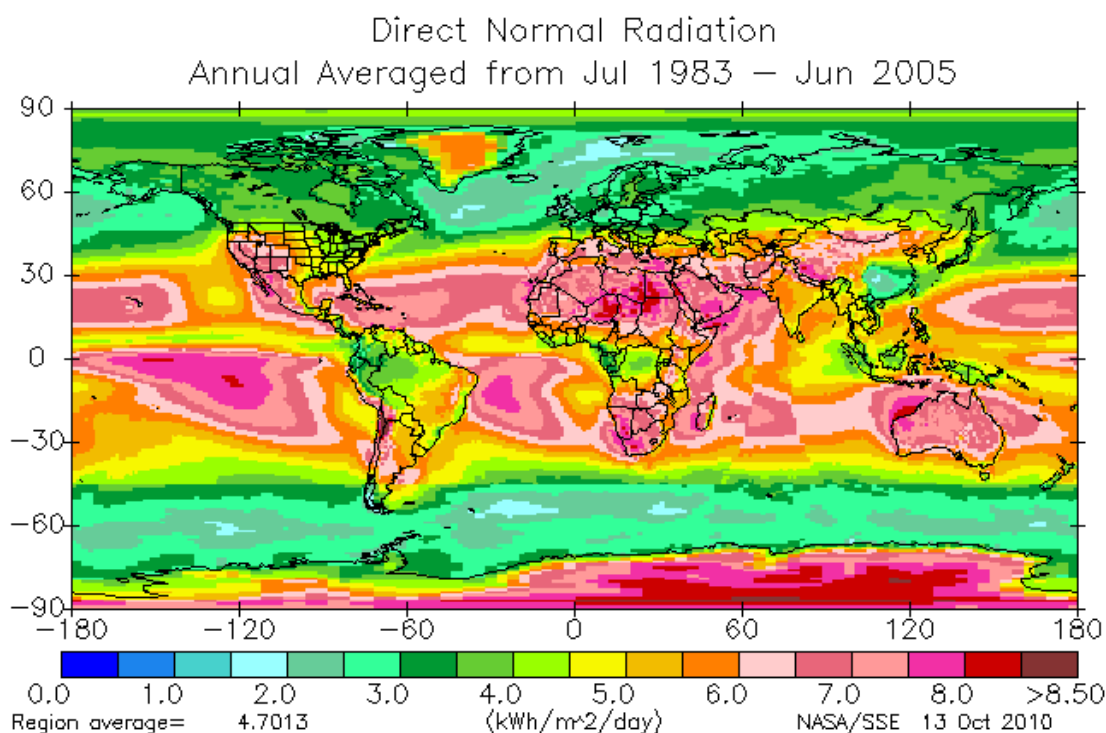 Direct Normal Radiation
Annual Averaged from Jul 1983 – Jun 2005
90
60
30
0
−30
−60
−90
−180 −120 −60 0 60 120 180
0.0 1.0 2.0 3.0 4.0 5.0 6.0 7.0 8.0 >8.50
Region average= 4.7013 (kWh/m^2/day) NASA/SSE 13 Oct 2010